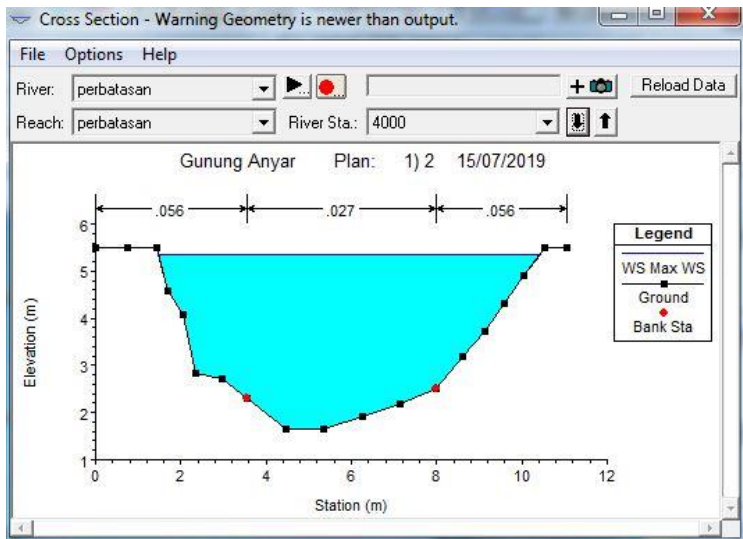 Cross Section - Warning Geometry is newer than output.
File Options Help
River: perbatasan + Reload Data
Reach: perbatasan River Sta.: 4000
Gunung Anyar Plan: 1) 2 15/07/2019
.056 .027 .056
Legend
WS Max WS
Ground
Bank Sta
Elevation (m)
6
5
4
3
2
1
0 2 4 6 8 10 12
Station (m)